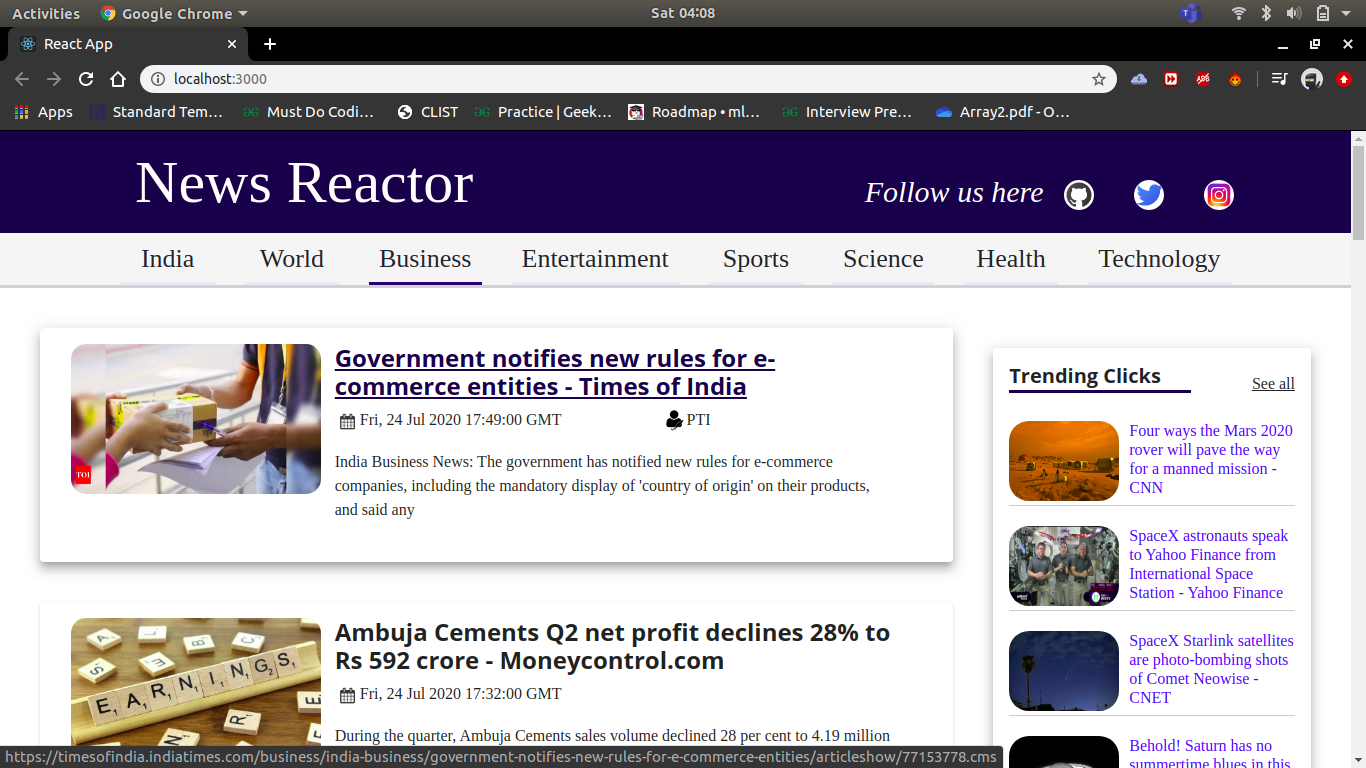 Activities Google Chrome Sat 04:08
React App
localhost:3000
Apps Standard Tem… Must Do Codi… CLIST Practice | Geek… Roadmap • ml… Interview Pre… Array2.pdf - O…
News Reactor
Follow us here
India World Business Entertainment Sports Science Health Technology
Government notifies new rules for e-
commerce entities - Times of India
Fri, 24 Jul 2020 17:49:00 GMT PTI
India Business News: The government has notified new rules for e-commerce
companies, including the mandatory display of 'country of origin' on their products,
and said any
TOI
Ambuja Cements Q2 net profit declines 28% to
Rs 592 crore - Moneycontrol.com
Fri, 24 Jul 2020 17:32:00 GMT
During the quarter, Ambuja Cements sales volume declined 28 per cent to 4.19 million
EARNINGS
Trending Clicks See all
Four ways the Mars 2020
rover will pave the way
for a manned mission -
CNN
SpaceX astronauts speak
to Yahoo Finance from
International Space
Station - Yahoo Finance
SpaceX Starlink satellites
are photo-bombing shots
of Comet Neowise -
CNET
Behold! Saturn has no
summertime blues in this
https://timesofindia.indiatimes.com/business/india-business/government-notifies-new-rules-for-e-commerce-entities/articleshow/77153778.cms